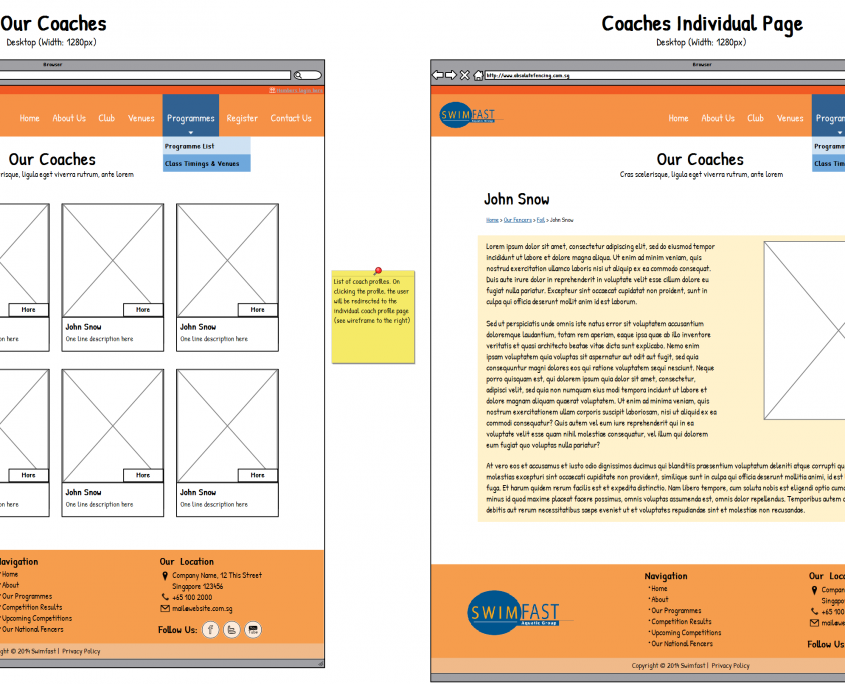 Our Coaches
Desktop (Width: 1280px)
Browser
Members login here
Home About Us Club Venues Programmes Register Contact Us
Programme List
Class Timings & Venues
Our Coaches
risque, ligula eget viverra rutrum, ante lorem
More
More
More
John Snow
John Snow
on here
One line description here
One line description here
More
More
More
John Snow
John Snow
on here
One line description here
One line description here
avigation
Home
About
Our Programmes
Competition Results
Upcoming Competitions
Our National Fencers
Our Location
Company Name, 12 This Street
Singapore 123456
+65 100 2000
mail@website.com.sg
Follow Us:
ght © 2014 Swimfast | Privacy Policy
List of coach profiles. On
clicking the profile, the user
will be redirected to the
individual coach profile page
(see wireframe to the right)
Coaches Individual Page
Desktop (Width: 1280px)
Browser
http://www.absolutefencing.com.sg
SWIMFAST
Aquatic Group
Home About Us Club Venues Program
Programm
Class Ti
Our Coaches
Cras scelerisque, ligula eget viverra rutrum, ante lorem
John Snow
Home > Our Fencers > Foil > John Snow
Lorem ipsum dolor sit amet, consectetur adipiscing elit, sed do eiusmod tempor
incididunt ut labore et dolore magna aliqua. Ut enim ad minim veniam, quis
nostrud exercitation ullamco laboris nisi ut aliquip ex ea commodo consequat.
Duis aute irure dolor in reprehenderit in voluptate velit esse cillum dolore eu
fugiat nulla pariatur. Excepteur sint occaecat cupidatat non proident, sunt in
culpa qui officia deserunt mollit anim id est laborum.
Sed ut perspiciatis unde omnis iste natus error sit voluptatem accusantium
doloremque laudantium, totam rem aperiam, eaque ipsa quae ab illo inventore
veritatis et quasi architecto beatae vitae dicta sunt explicabo. Nemo enim
ipsam voluptatem quia voluptas sit aspernatur aut odit aut fugit, sed quia
consequuntur magni dolores eos qui ratione voluptatem sequi nesciunt. Neque
porro quisquam est, qui dolorem ipsum quia dolor sit amet, consectetur,
adipisci velit, sed quia non numquam eius modi tempora incidunt ut labore et
dolore magnam aliquam quaerat voluptatem. Ut enim ad minima veniam, quis
nostrum exercitationem ullam corporis suscipit laboriosam, nisi ut aliquid ex ea
commodi consequatur? Quis autem vel eum iure reprehenderit qui in ea
voluptate velit esse quam nihil molestiae consequatur, vel illum qui dolorem
eum fugiat quo voluptas nulla pariatur?
At vero eos et accusamus et iusto odio dignissimos ducimus qui blanditiis praesentium voluptatum deleniti atque corrupti qu
molestias excepturi sint occaecati cupiditate non provident, similique sunt in culpa qui officia deserunt mollitia animi, id est
fuga. Et harum quidem rerum facilis est et expedita distinctio. Nam libero tempore, cum soluta nobis est eligendi optio cumq
minus id quod maxime placeat facere possimus, omnis voluptas assumenda est, omnis dolor repellendus. Temporibus autem
debitis aut rerum necessitatibus saepe eveniet ut et voluptates repudiandae sint et molestiae non recusandae.
SWIMFAST
Aquatic Group
Navigation
Home
About
Our Programmes
Competition Results
Upcoming Competitions
Our National Fencers
Our Loca
Compan
Singapo
+65 100
mail@we
Follow Us
Copyright © 2014 Swimfast | Privacy Policy